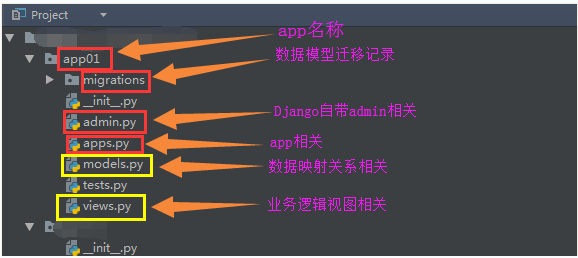 Project
app名称
app01
数据模型迁移记录
migrations
__init__.py
Django自带admin相关
admin.py
apps.py
app相关
models.py
数据映射关系相关
tests.py
views.py
业务逻辑视图相关
__init__.py